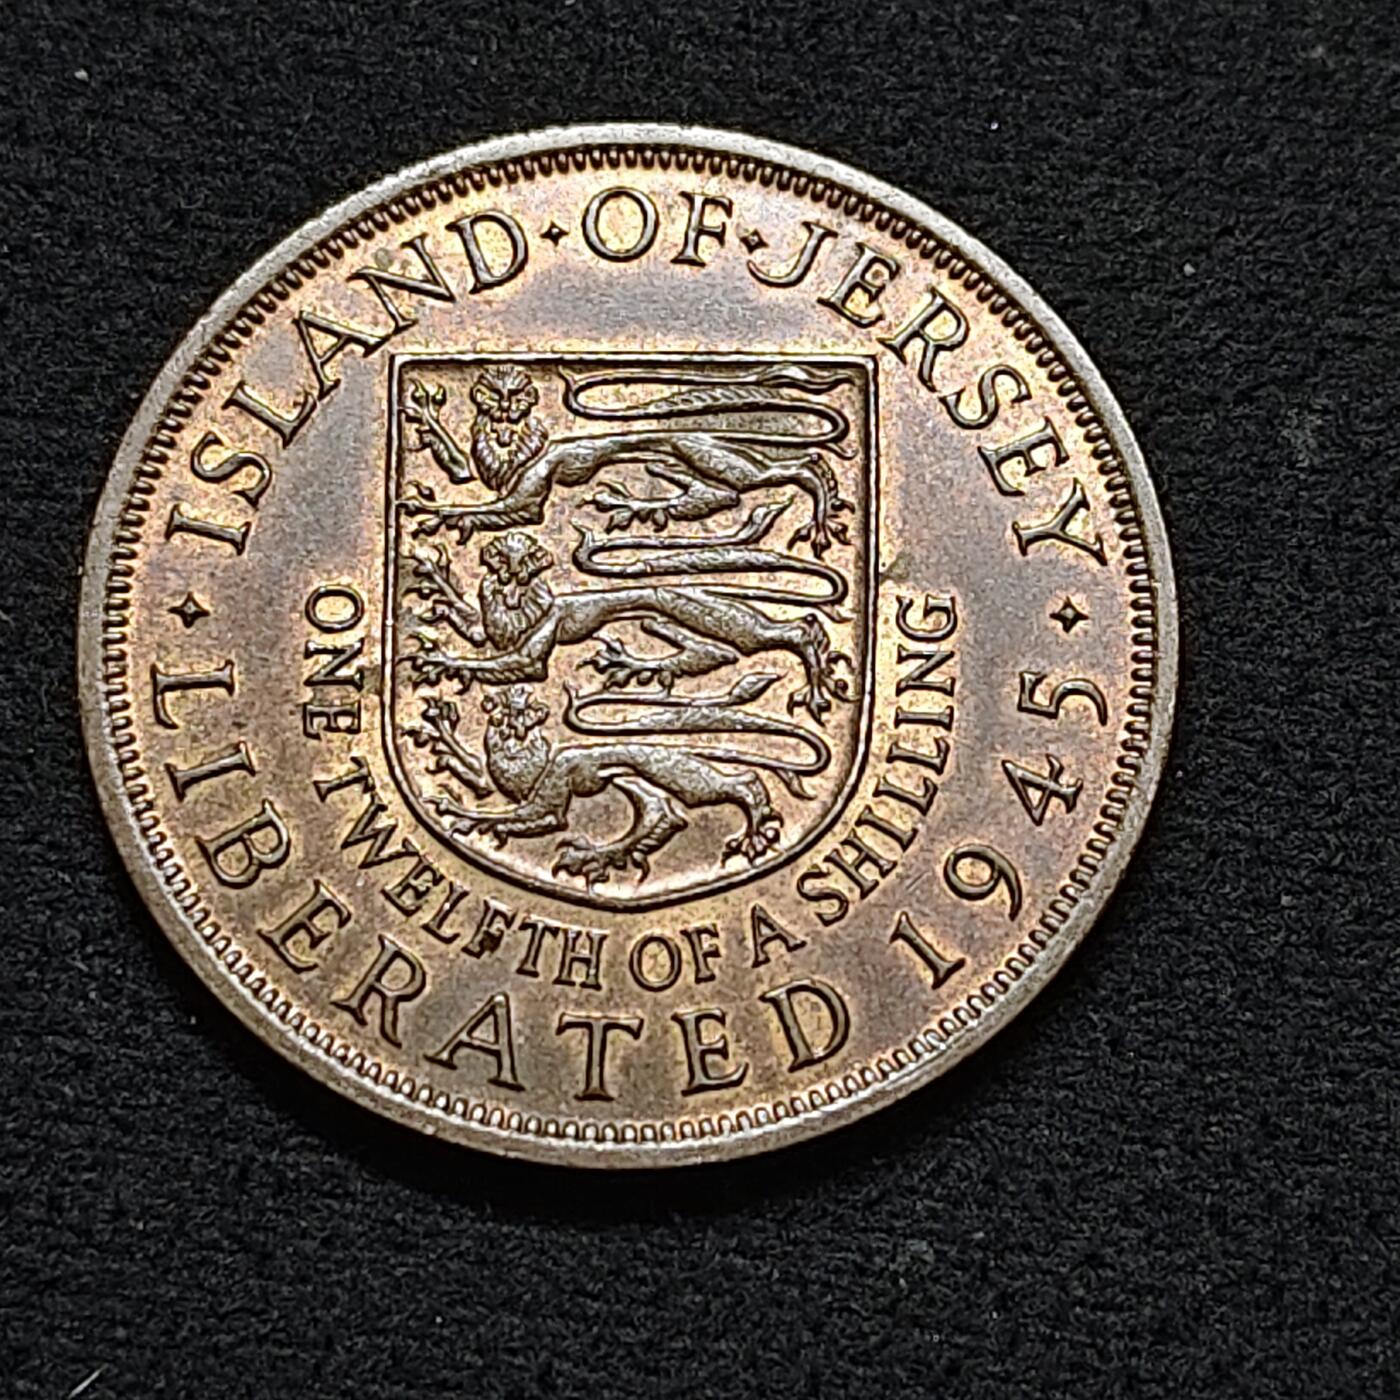 ISLAND · OF · JERSEY
ONE TWELFTH OF A SHILLING
· LIBERATED 1945 ·